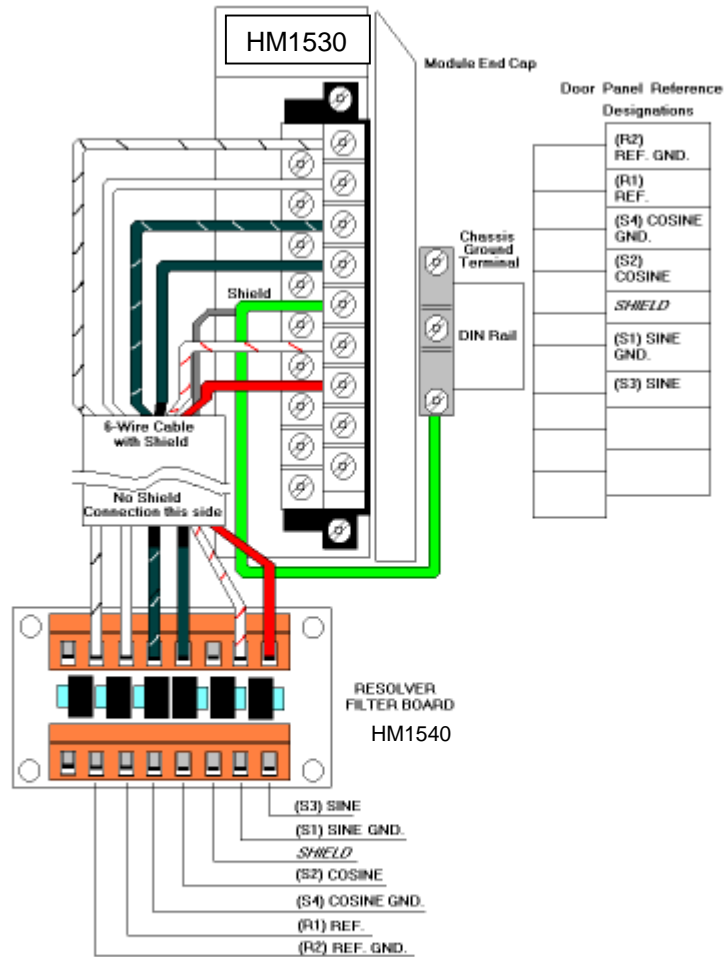 HM1530
Module End Cap
Door Panel Reference
Designations
(R2)
REF. GND.
(R1)
REF.
(S4) COSINE
GND.
(S2)
COSINE
SHIELD
(S1) SINE
GND.
(S3) SINE
Chassis
Ground
Terminal
DIN Rail
Shield
6-Wire Cable
with Shield
No Shield
Connection this side
RESOLVER
FILTER BOARD
HM1540
(S3) SINE
(S1) SINE GND.
SHIELD
(S2) COSINE
(S4) COSINE GND.
(R1) REF.
(R2) REF. GND.